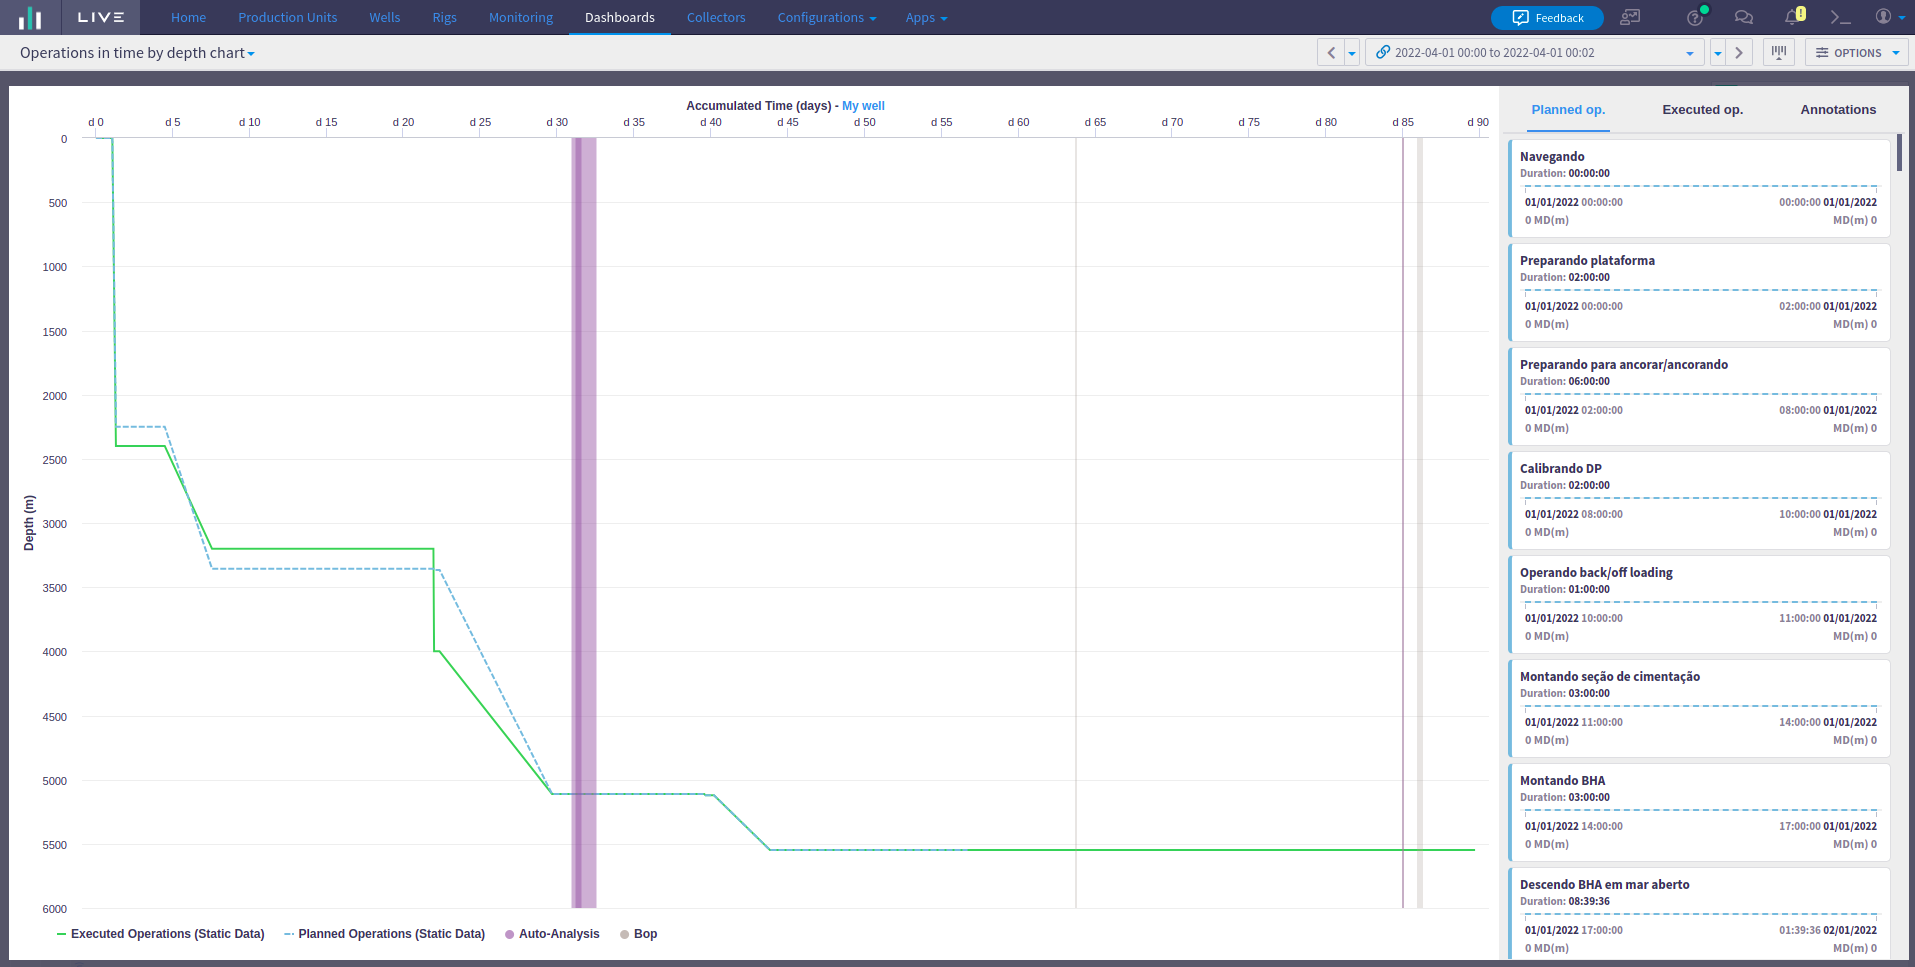 LIVE Home Production Units Wells Rigs Monitoring Dashboards Collectors Configurations Apps Feedback
Operations in time by depth chart 2022-04-01 00:00 to 2022-04-01 00:02 OPTIONS
Accumulated Time (days) - My well
d 0 d 5 d 10 d 15 d 20 d 25 d 30 d 35 d 40 d 45 d 50 d 55 d 60 d 65 d 70 d 75 d 80 d 85 d 90
Depth (m)
0
500
1000
1500
2000
2500
3000
3500
4000
4500
5000
5500
6000
Executed Operations (Static Data) Planned Operations (Static Data) Auto-Analysis Bop
Planned op. Executed op. Annotations
Navegando
Duration: 00:00:00
01/01/2022 00:00:00 00:00:00 01/01/2022
0 MD(m) MD(m) 0
Preparando plataforma
Duration: 02:00:00
01/01/2022 00:00:00 02:00:00 01/01/2022
0 MD(m) MD(m) 0
Preparando para ancorar/ancorando
Duration: 06:00:00
01/01/2022 02:00:00 08:00:00 01/01/2022
0 MD(m) MD(m) 0
Calibrando DP
Duration: 02:00:00
01/01/2022 08:00:00 10:00:00 01/01/2022
0 MD(m) MD(m) 0
Operando back/off loading
Duration: 01:00:00
01/01/2022 10:00:00 11:00:00 01/01/2022
0 MD(m) MD(m) 0
Montando seção de cimentação
Duration: 03:00:00
01/01/2022 11:00:00 14:00:00 01/01/2022
0 MD(m) MD(m) 0
Montando BHA
Duration: 03:00:00
01/01/2022 14:00:00 17:00:00 01/01/2022
0 MD(m) MD(m) 0
Descendo BHA em mar aberto
Duration: 08:39:36
01/01/2022 17:00:00 01:39:36 02/01/2022
0 MD(m) MD(m) 0